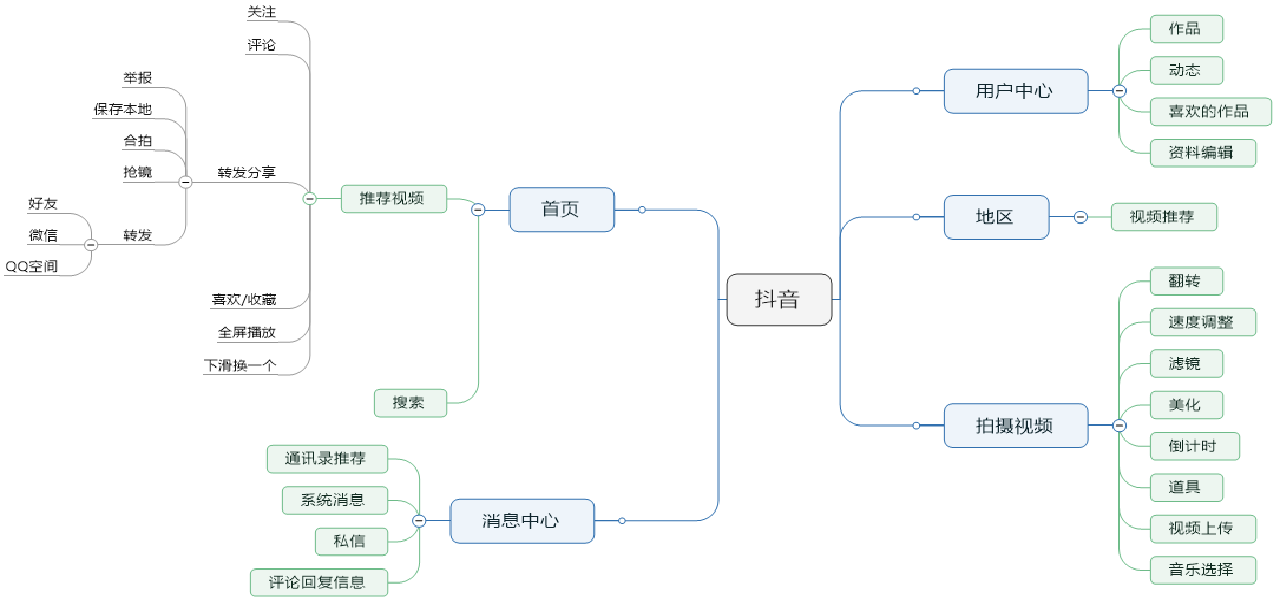 关注
评论
举报
保存本地
合拍
抢镜
转发分享
好友
微信
QQ空间
转发
喜欢/收藏
全屏播放
下滑换一个
推荐视频
搜索
首页
通讯录推荐
系统消息
私信
评论回复信息
消息中心
抖音
用户中心
作品
动态
喜欢的作品
资料编辑
地区
视频推荐
拍摄视频
翻转
速度调整
滤镜
美化
倒计时
道具
视频上传
音乐选择